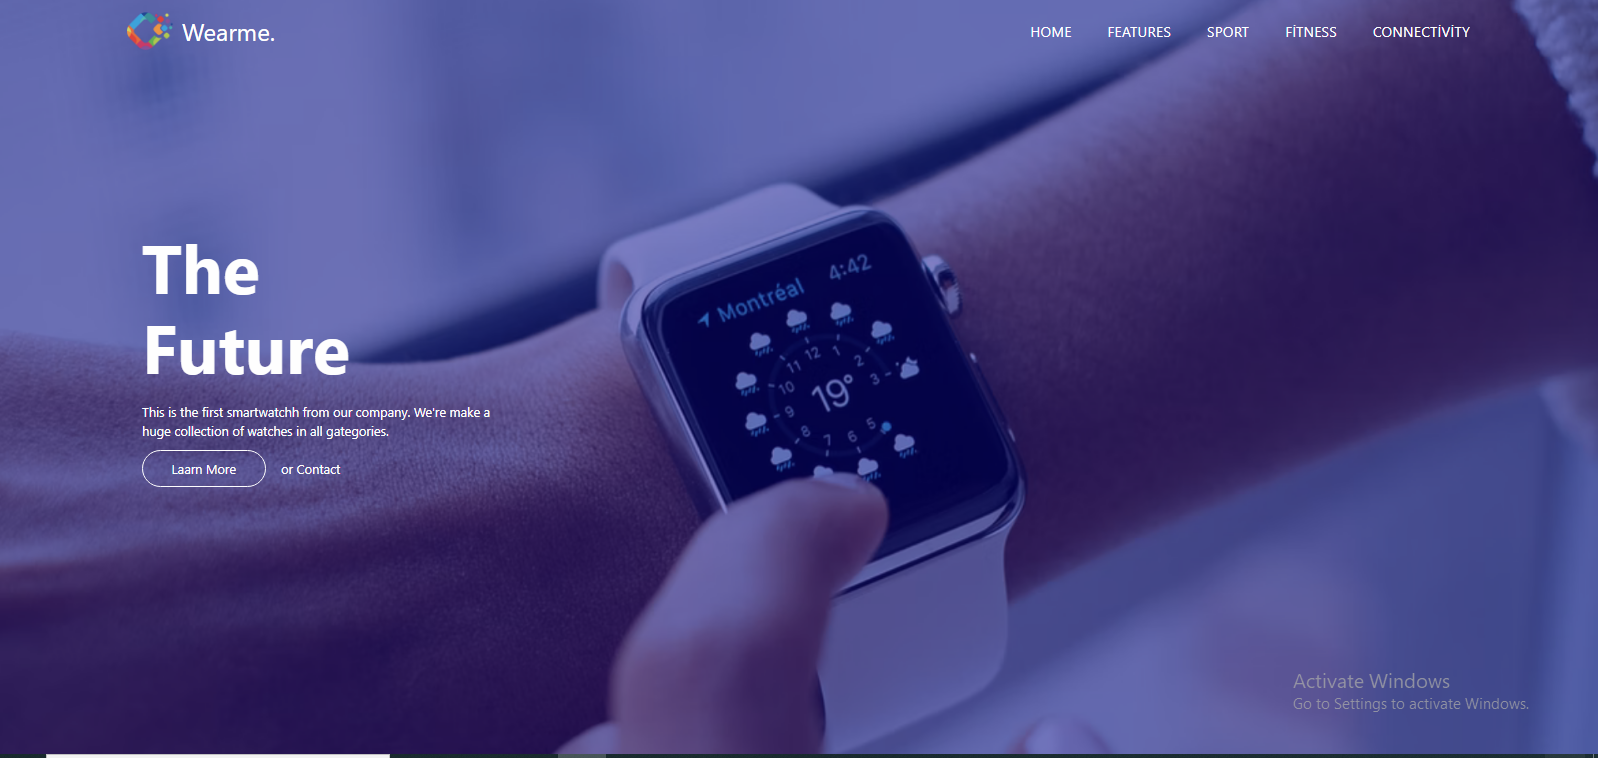 Wearme.
HOME FEATURES SPORT FİTNESS CONNECTİVİTY
The
Future
This is the first smartwatchh from our company. We're make a
huge collection of watches in all gategories.
Laarn More or Contact
Montréal 4:42
12 1 2 3 5 6 7 8 9 10 11
19°
Activate Windows
Go to Settings to activate Windows.